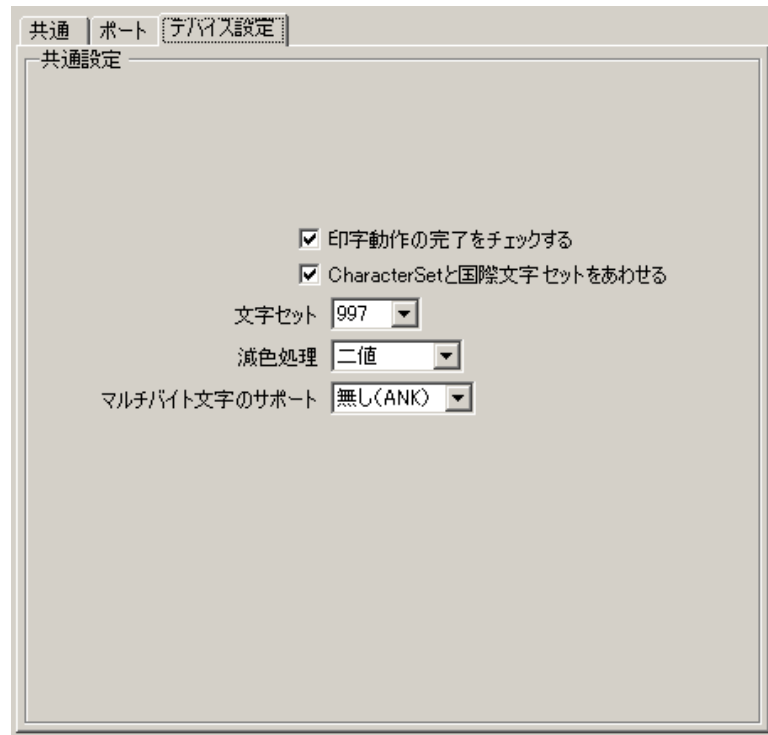 共通 ポート デバイス設定
共通設定
印字動作の完了をチェックする
CharacterSetと国際文字セットをあわせる
文字セット 997
減色処理 二値
マルチバイト文字のサポート 無し(ANK)